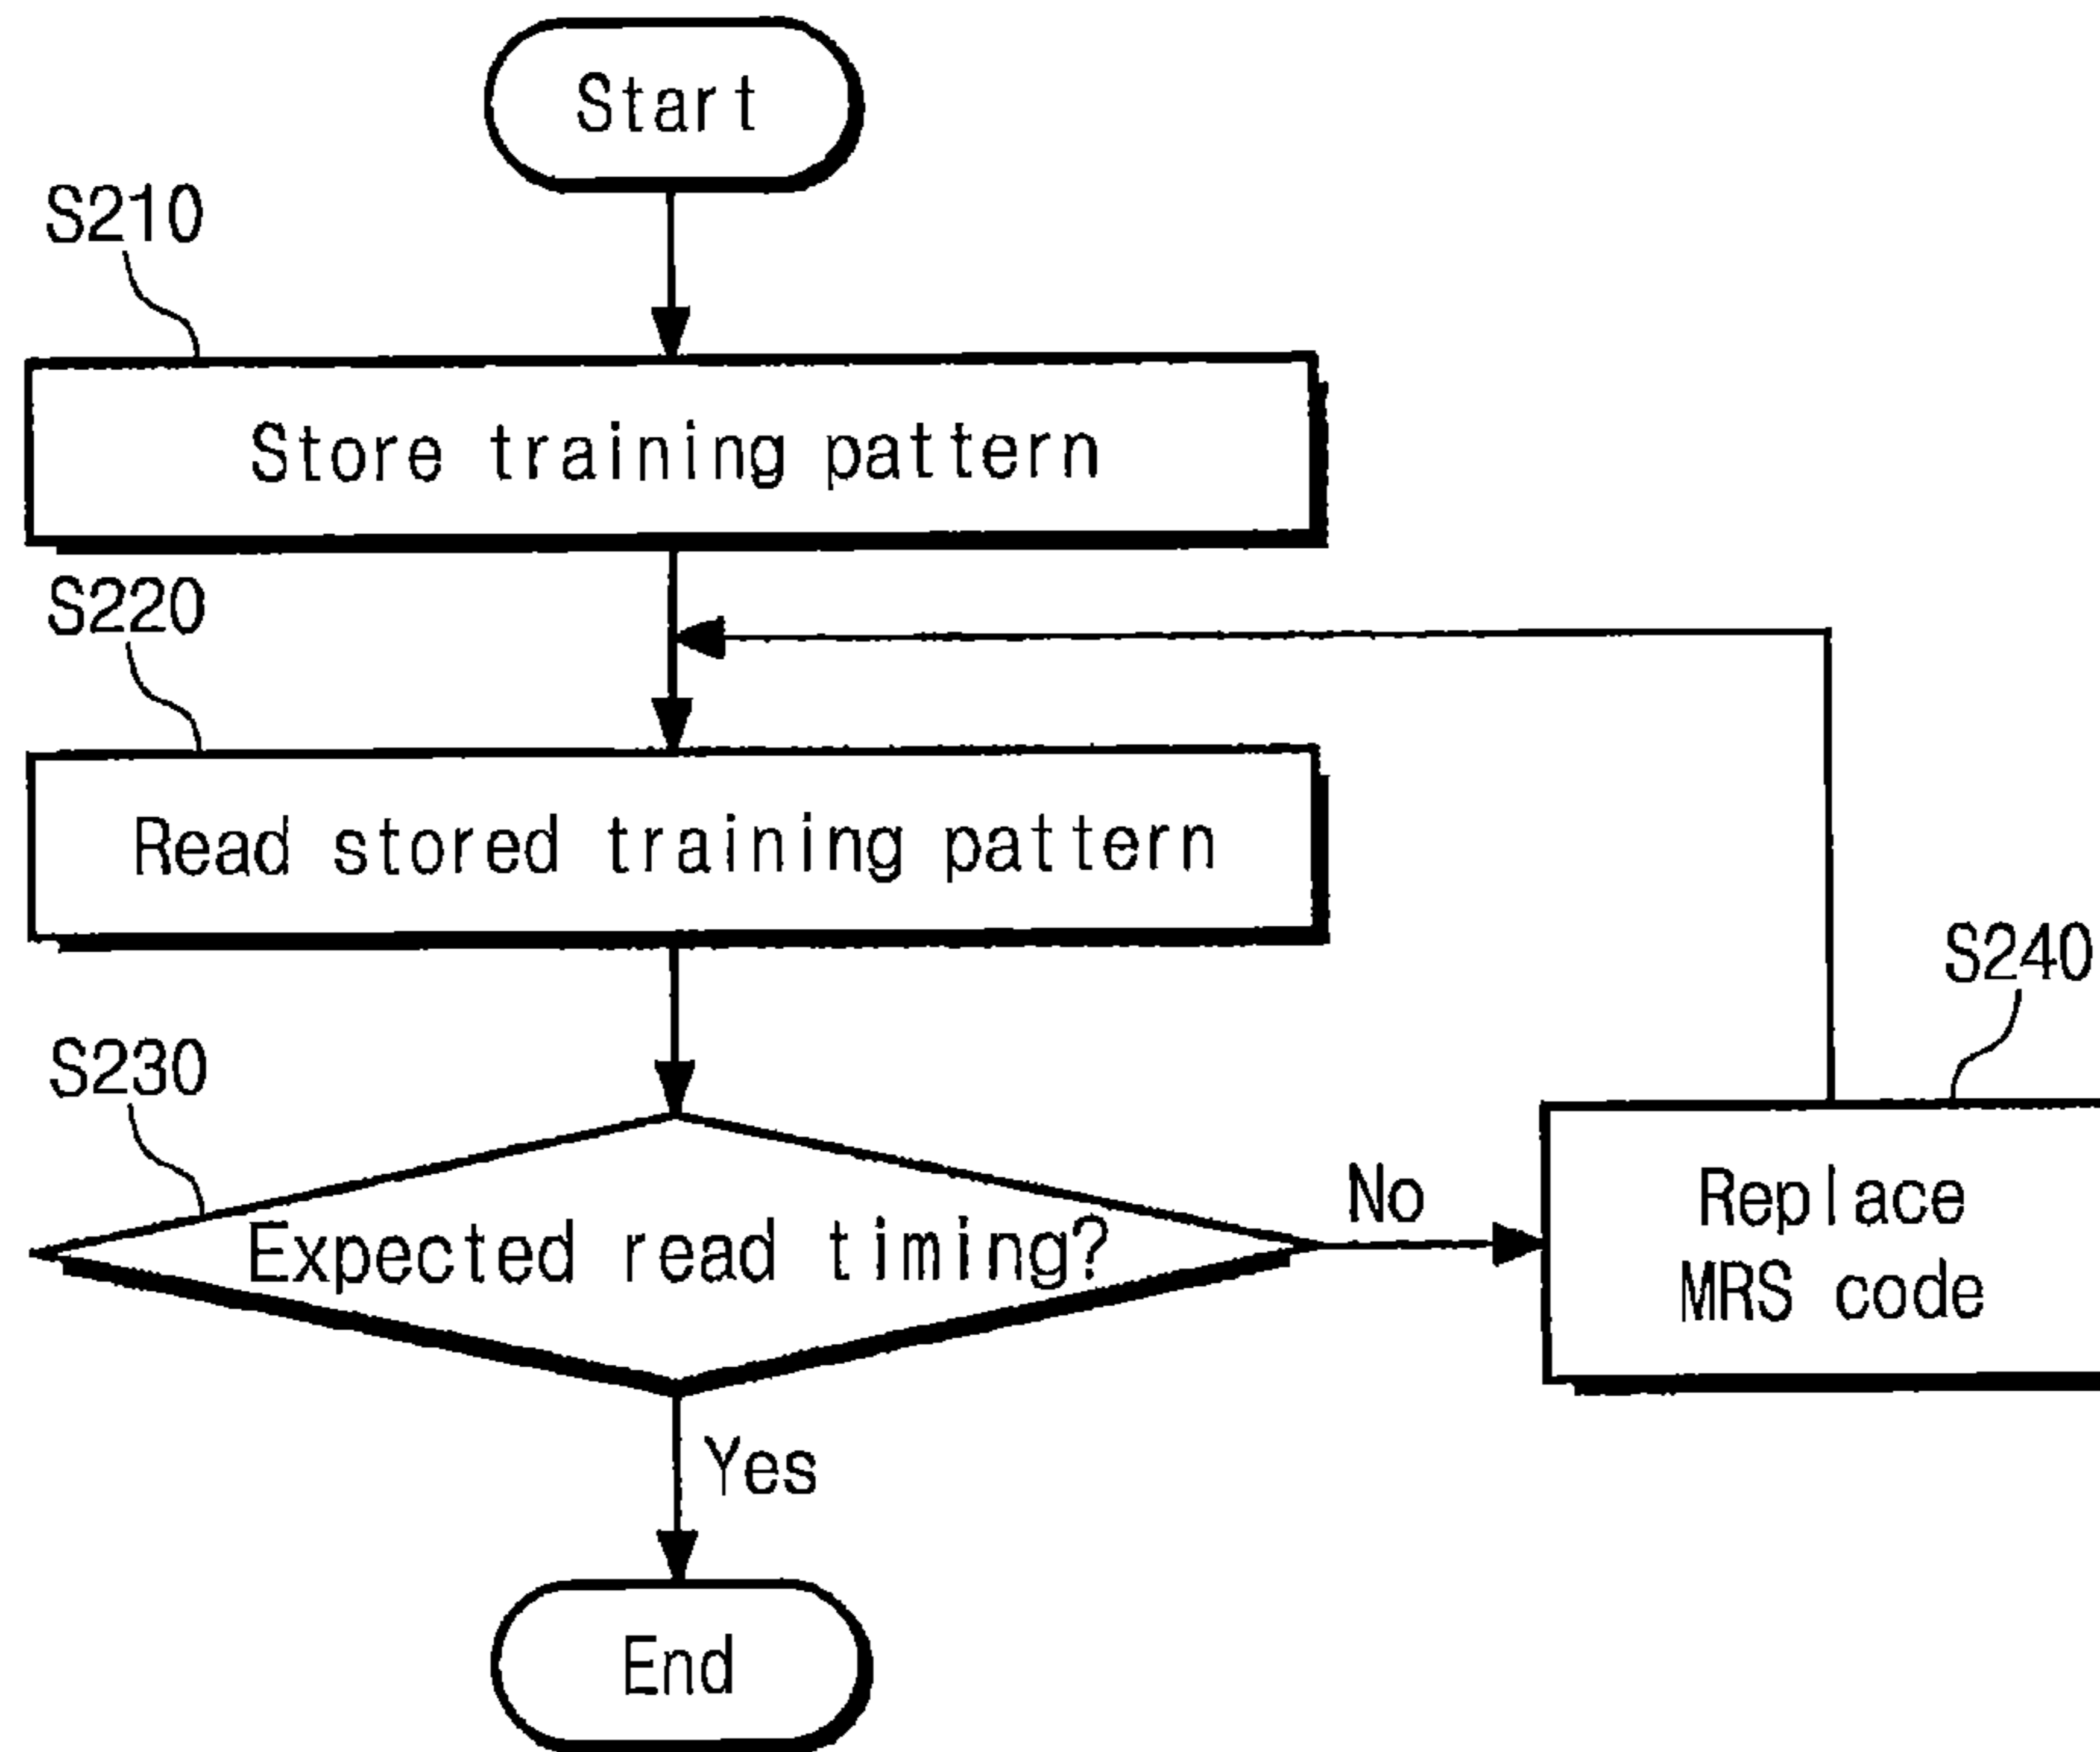 Start
S210
Store training pattern
S220
Read stored training pattern
S240
S230
Expected read timing?
No
Replace
MRS code
Yes
End